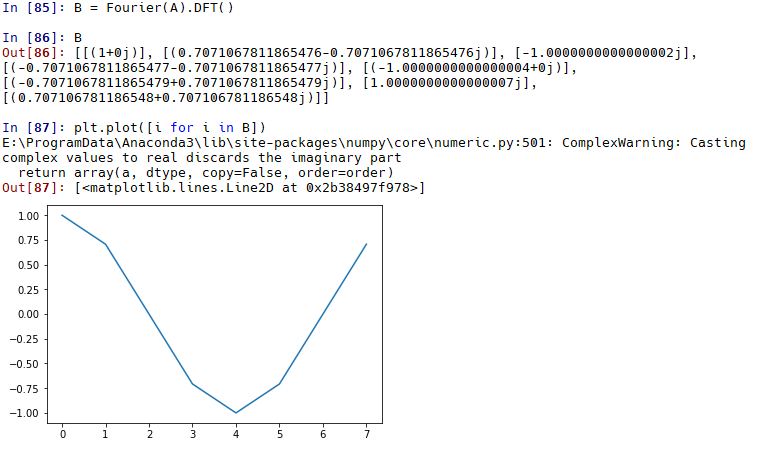 In [85]: B = Fourier(A).DFT()
In [86]: B
Out[86]: [[(1+0j)], [(0.7071067811865476-0.7071067811865476j)], [-1.0000000000000002j],
[(-0.7071067811865477-0.7071067811865477j)], [(-1.0000000000000004+0j)],
[(-0.7071067811865479+0.7071067811865479j)], [1.0000000000000007j],
[(0.707106781186548+0.707106781186548j)]]
In [87]: plt.plot([i for i in B])
E:\ProgramData\Anaconda3\lib\site-packages\numpy\core\numeric.py:501: ComplexWarning: Casting
complex values to real discards the imaginary part
  return array(a, dtype, copy=False, order=order)
Out[87]: [<matplotlib.lines.Line2D at 0x2b38497f978>]
1.00
0.75
0.50
0.25
0.00
−0.25
−0.50
−0.75
−1.00
0 1 2 3 4 5 6 7